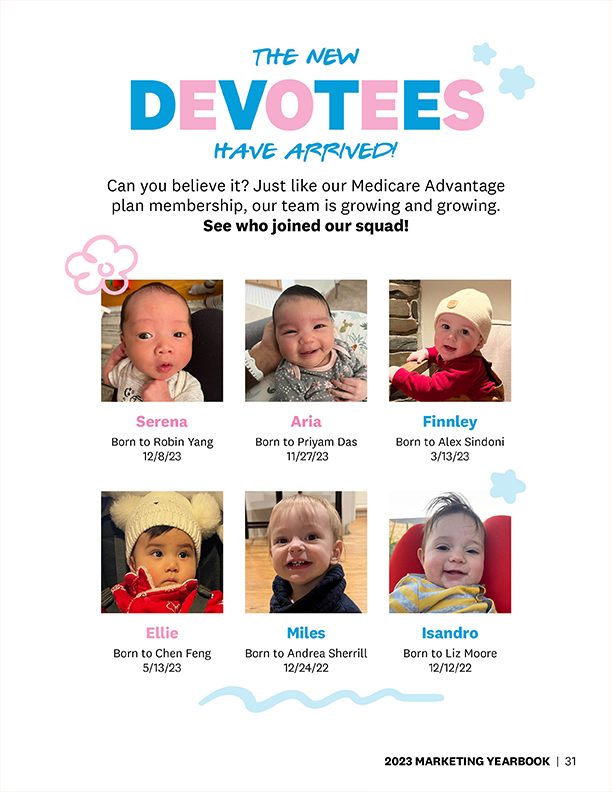 THE NEW
DEVOTEES
HAVE ARRIVED!
Can you believe it? Just like our Medicare Advantage
plan membership, our team is growing and growing.
See who joined our squad!
Serena
Born to Robin Yang
12/8/23
Aria
Born to Priyam Das
11/27/23
Finnley
Born to Alex Sindoni
3/13/23
Ellie
Born to Chen Feng
5/13/23
Miles
Born to Andrea Sherrill
12/24/22
Isandro
Born to Liz Moore
12/12/22
2023 MARKETING YEARBOOK | 31